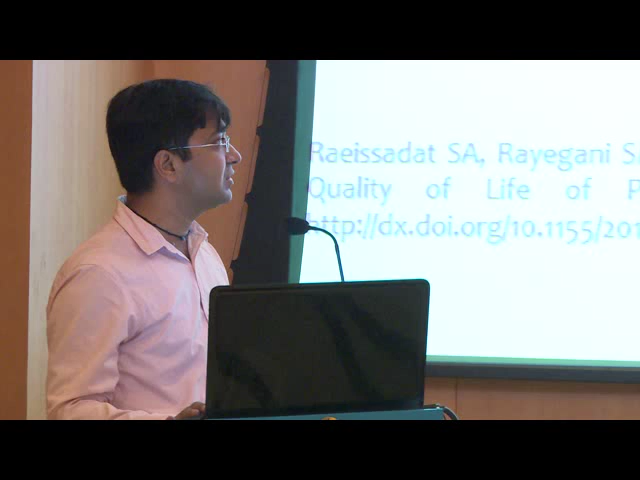 Raeissadat SA, Rayegani S
Quality of Life of P
http://dx.doi.org/10.1155/201